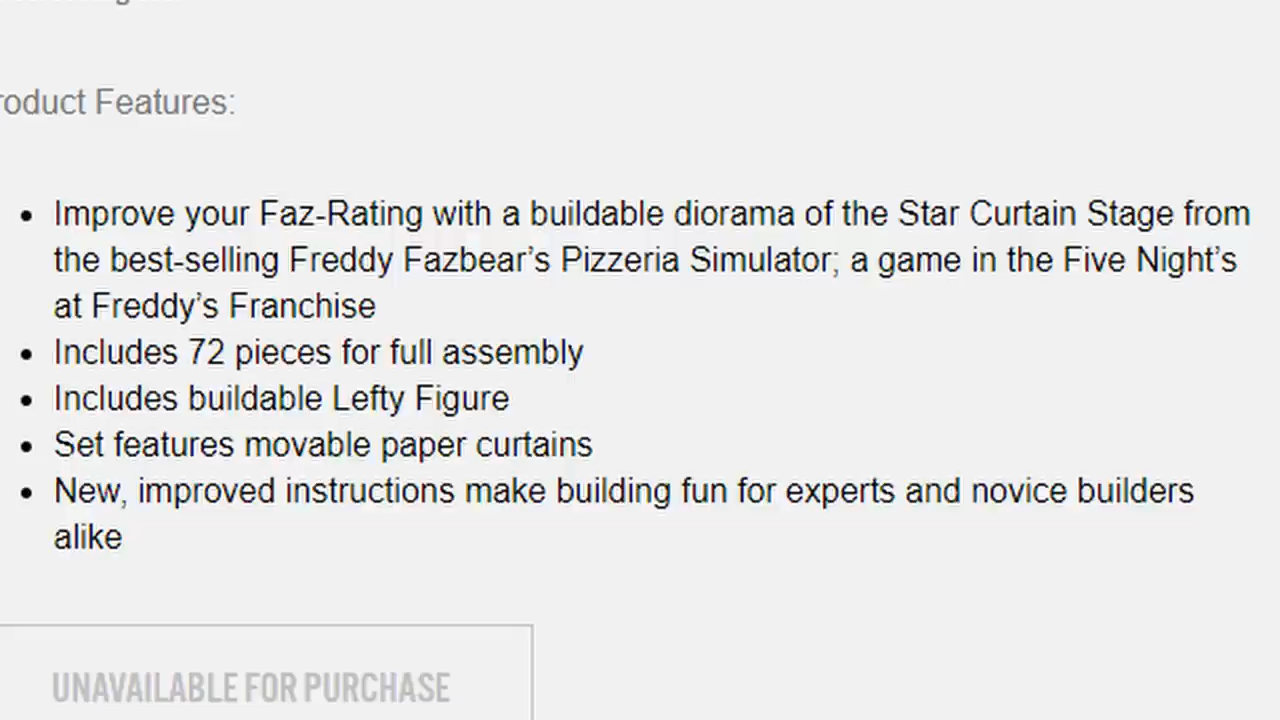 roduct Features:
Improve your Faz-Rating with a buildable diorama of the Star Curtain Stage from
the best-selling Freddy Fazbear’s Pizzeria Simulator; a game in the Five Night’s
at Freddy’s Franchise
Includes 72 pieces for full assembly
Includes buildable Lefty Figure
Set features movable paper curtains
New, improved instructions make building fun for experts and novice builders
alike
UNAVAILABLE FOR PURCHASE